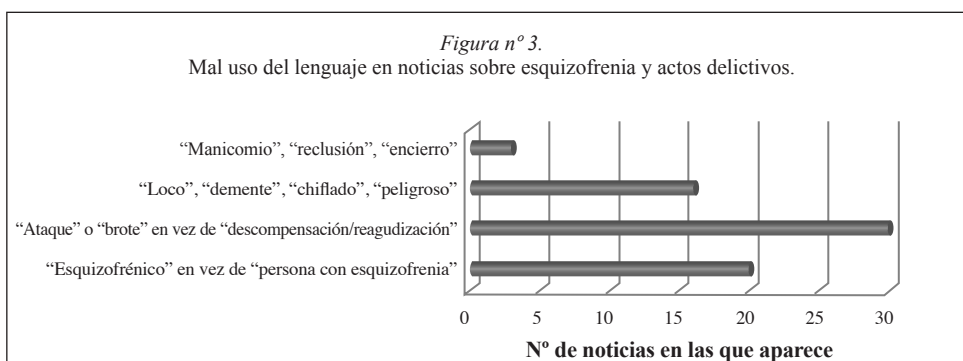 Figura nº 3.
Mal uso del lenguaje en noticias sobre esquizofrenia y actos delictivos.
“Manicomio”, “reclusión”, “encierro”
“Loco”, “demente”, “chiflado”, “peligroso”
“Ataque” o “brote” en vez de “descompensación/reagudización”
“Esquizofrénico” en vez de “persona con esquizofrenia”
0 5 10 15 20 25 30
Nº de noticias en las que aparece